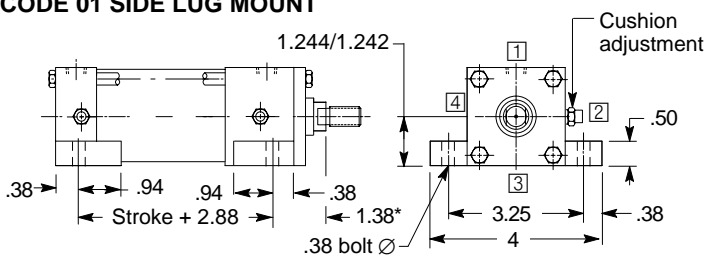 CODE 01 SIDE LUG MOUNT
Cushion
adjustment
1.244/1.242
1
4
2
.50
3
.38
.94
.94
.38
Stroke + 2.88
1.38*
3.25
.38
.38 bolt ∅
4